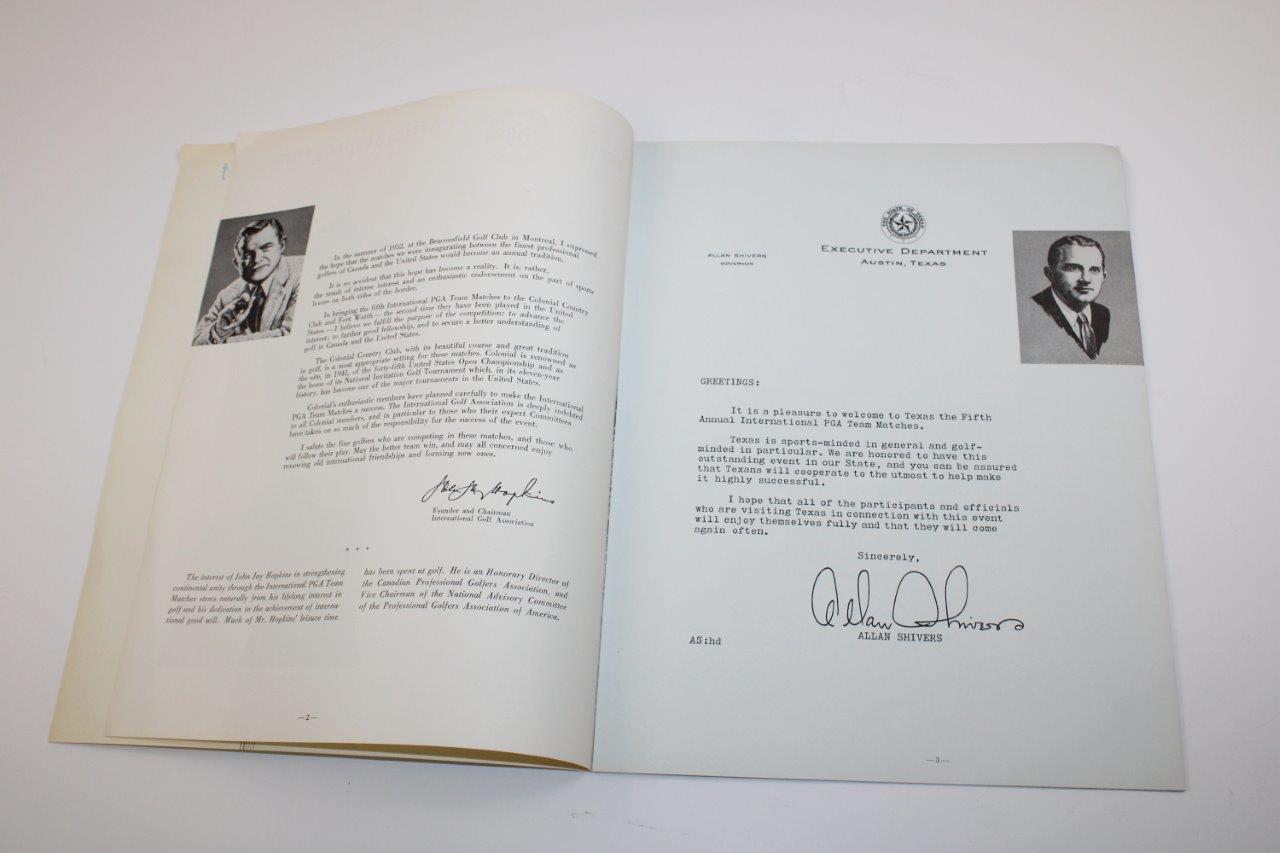 In the summer of 1952, at the Beaconsfield Golf Club in Montreal, I expressed
the hope that the matches we were inaugurating between the finest professional
golfers of Canada and the United States would become an annual tradition.
It is no accident that this hope has become a reality. It is, rather,
the result of intense interest and an enthusiastic endorsement on the part of sports
lovers on both sides of the border.
In bringing the fifth International PGA Team Matches to the Colonial Country
Club and Fort Worth — the second time they have been played in the United
States — I believe we fulfill the purpose of the competition: to advance the
interest; to further good fellowship, and to secure a better understanding of
golf in Canada and the United States.
The Colonial Country Club, with its beautiful course and great tradition
in golf, is a most appropriate setting for these matches. Colonial is renowned as
the site, in 1941, of the forty-fifth United States Open Championship and as
the home of its National Invitation Golf Tournament which, in its eleven-year
history, has become one of the major tournaments in the United States.
Colonial's enthusiastic members have planned carefully to make the International
PGA Team Matches a success. The International Golf Association is deeply indebted
to all Colonial members, and in particular to those who their expert Committees
have taken on so much of the responsibility for the success of the event.
I salute the fine golfers who are competing in these matches, and those who
will follow their play. May the better team win, and may all concerned enjoy
renewing old international friendships and forming new ones.
John Jay Hopkins
Founder and Chairman
International Golf Association
* * *
The interest of John Jay Hopkins in strengthening
continental unity through the International PGA Team
Matches stems naturally from his lifelong interest in
golf and his dedication to the achievement of interna-
tional good will. Much of Mr. Hopkins' leisure time
has been spent at golf. He is an Honorary Director of
the Canadian Professional Golfers Association, and
Vice Chairman of the National Advisory Committee
of the Professional Golfers Association of America.
—2—
THE STATE OF TEXAS
EXECUTIVE DEPARTMENT
AUSTIN, TEXAS
ALLAN SHIVERS
GOVERNOR
GREETINGS:
It is a pleasure to welcome to Texas the Fifth
Annual International PGA Team Matches.
Texas is sports-minded in general and golf-
minded in particular. We are honored to have this
outstanding event in our State, and you can be assured
that Texans will cooperate to the utmost to help make
it highly successful.
I hope that all of the participants and officials
who are visiting Texas in connection with this event
will enjoy themselves fully and that they will come
again often.
Sincerely,
Allan Shivers
ALLAN SHIVERS
AS:hd
—3—